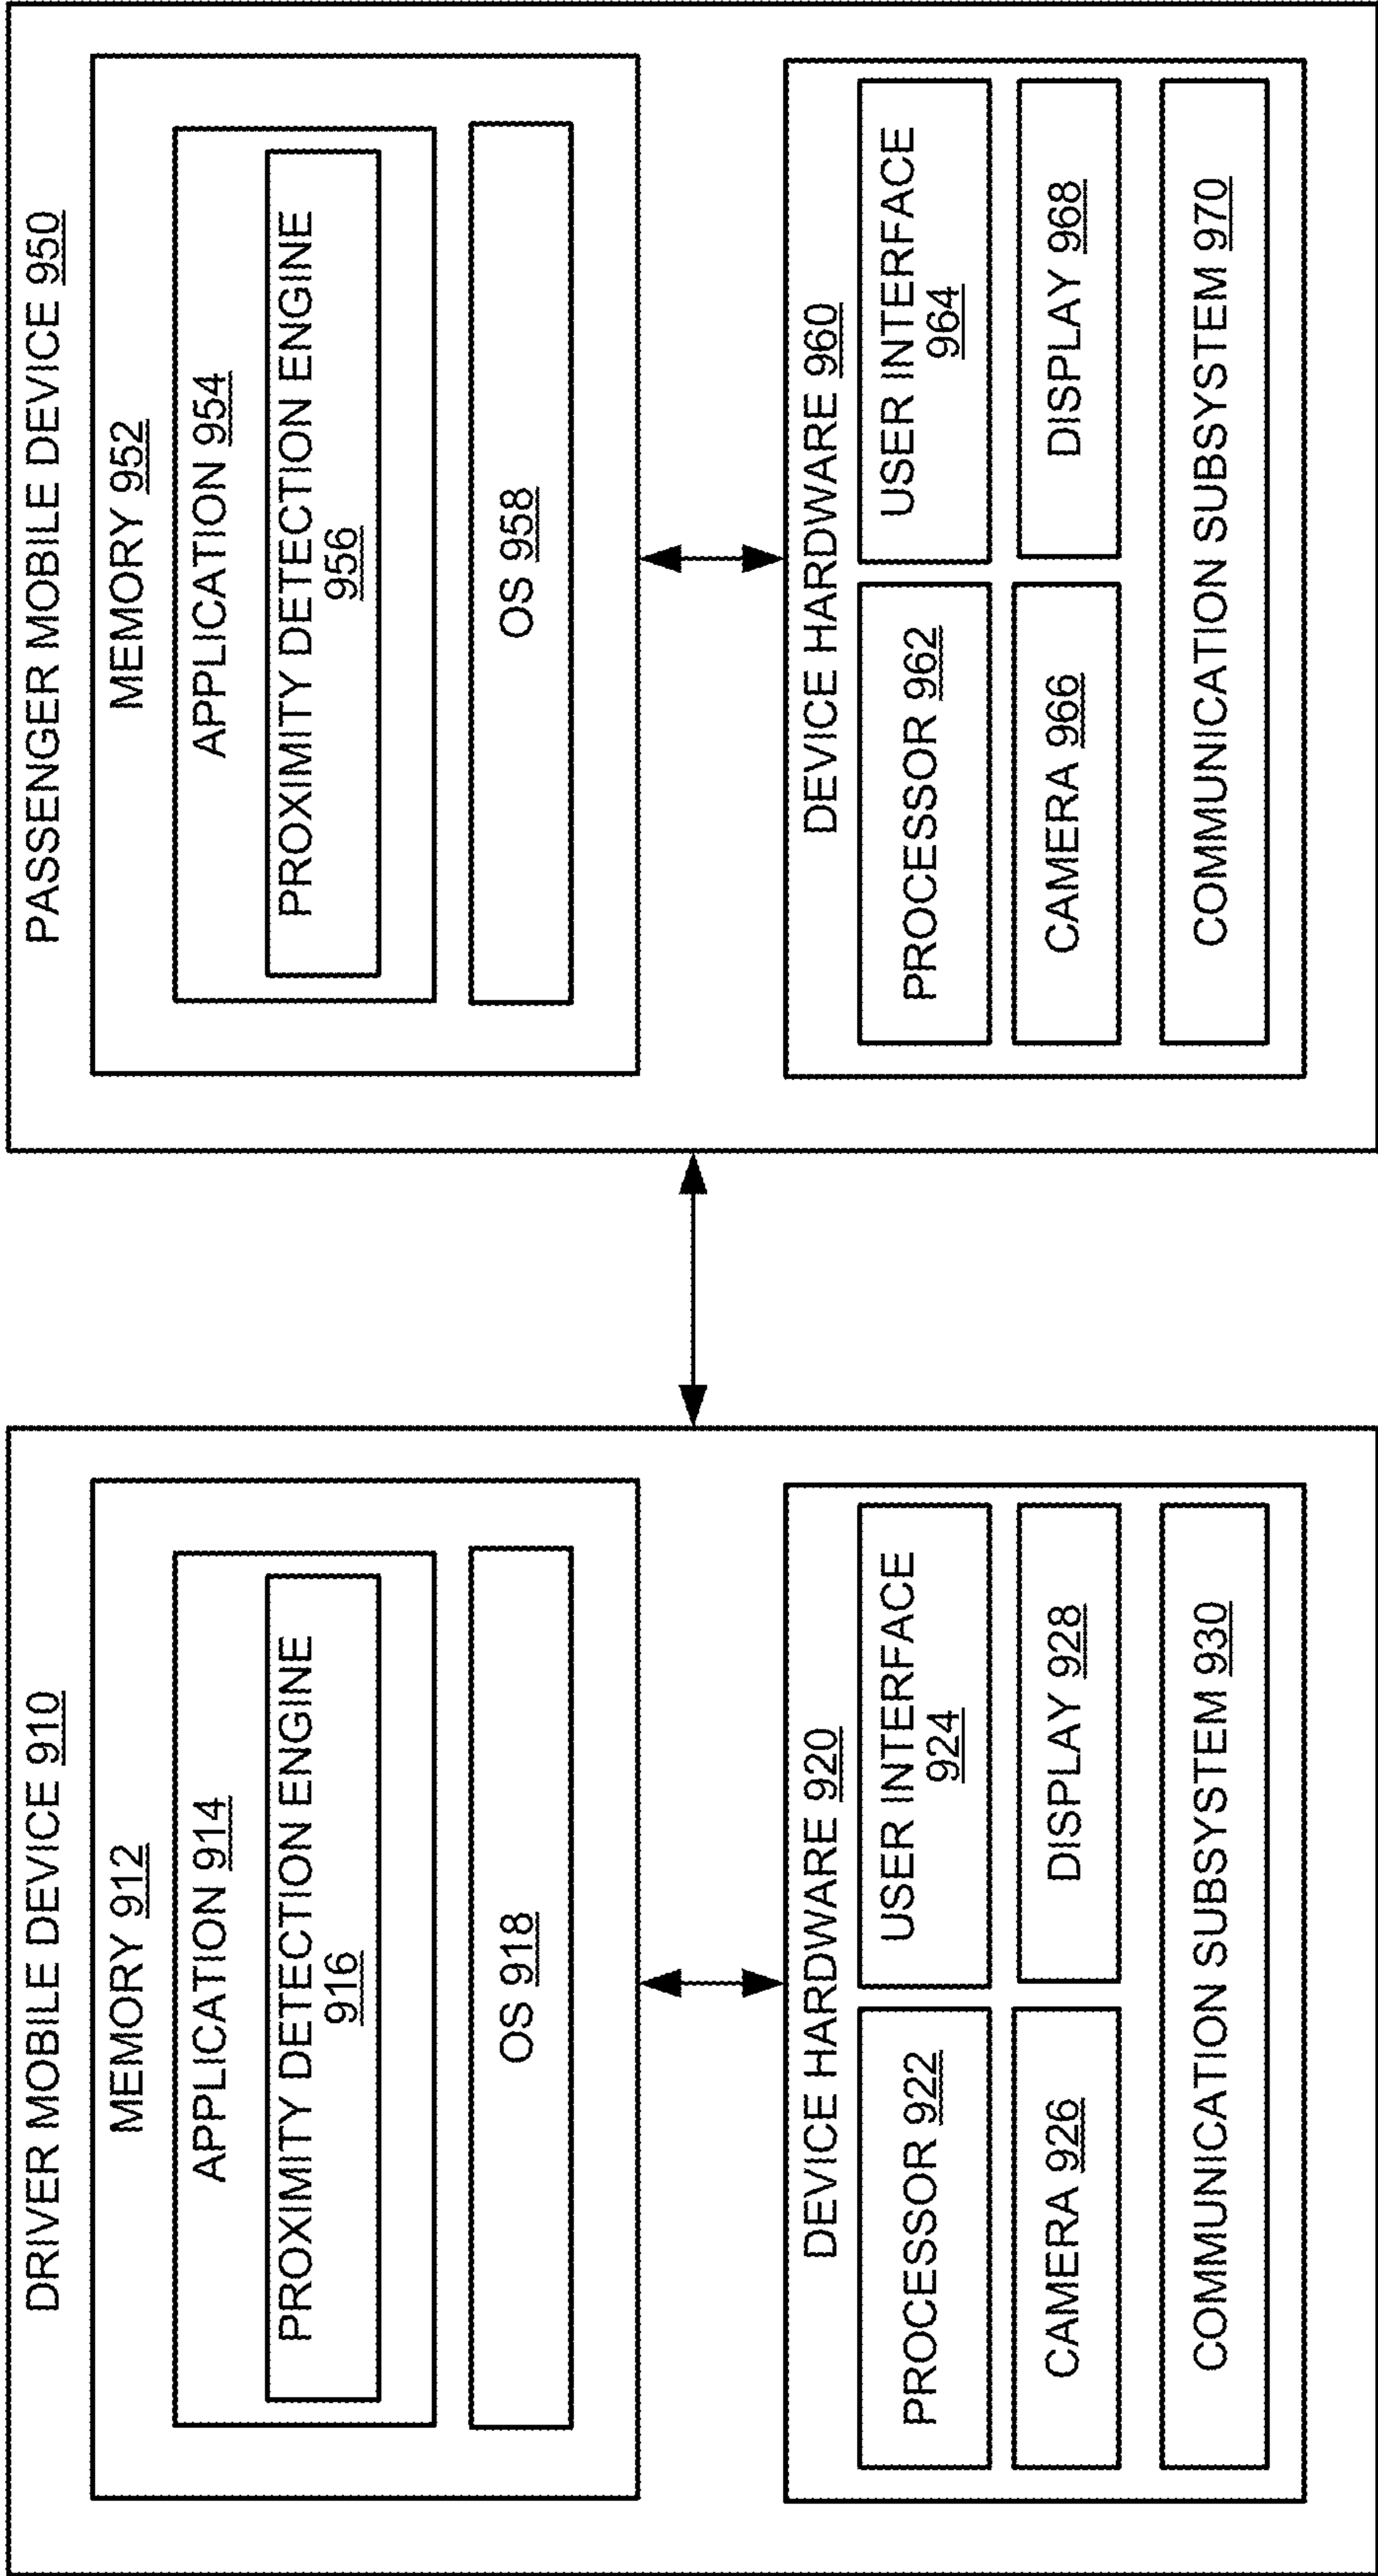 DRIVER MOBILE DEVICE 910
MEMORY 912
APPLICATION 914
PROXIMITY DETECTION ENGINE
916
OS 918
DEVICE HARDWARE 920
PROCESSOR 922
USER INTERFACE
924
CAMERA 926
DISPLAY 928
COMMUNICATION SUBSYSTEM 930
PASSENGER MOBILE DEVICE 950
MEMORY 952
APPLICATION 954
PROXIMITY DETECTION ENGINE
956
OS 958
DEVICE HARDWARE 960
PROCESSOR 962
USER INTERFACE
964
CAMERA 966
DISPLAY 968
COMMUNICATION SUBSYSTEM 970